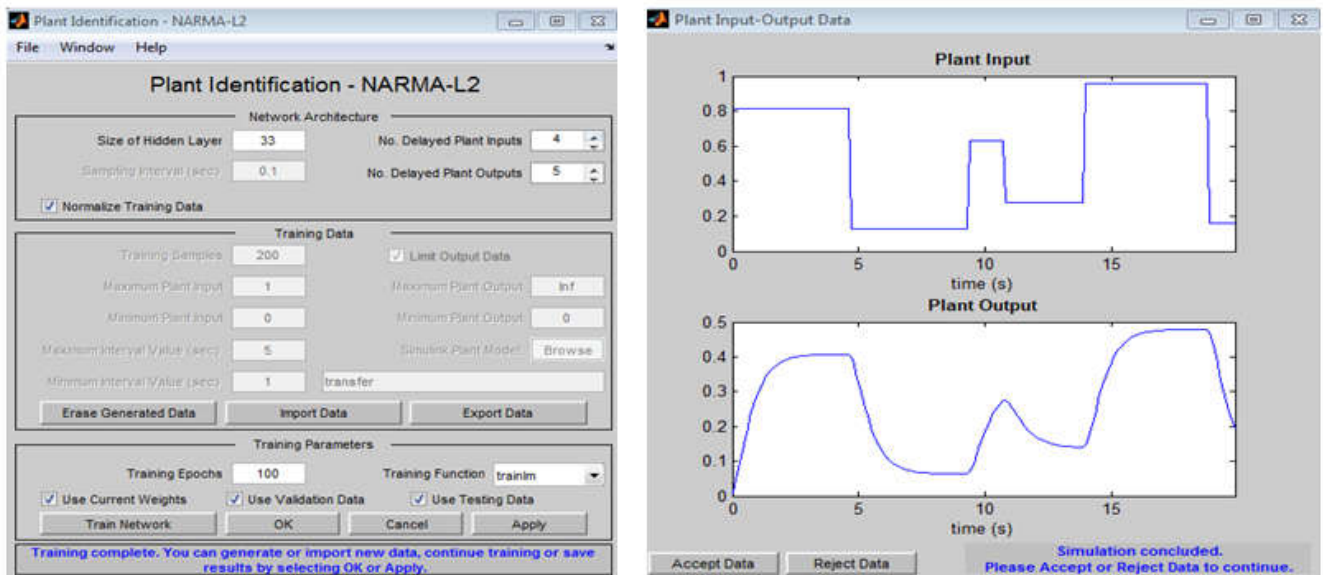 Plant Identification - NARMA-L2
File Window Help
Plant Identification - NARMA-L2
Network Architecture
Size of Hidden Layer 33 No. Delayed Plant Inputs 4
Sampling Interval (sec) 0.1 No. Delayed Plant Outputs 5
Normalize Training Data
Training Data
Training Samples 200 Limit Output Data
Maximum Plant Input 1 Maximum Plant Output Inf
Minimum Plant Input 0 Minimum Plant Output 0
Maximum Interval Value (sec) 5 Simulink Plant Model: Browse
Minimum Interval Value (sec) 1 transfer
Erase Generated Data Import Data Export Data
Training Parameters
Training Epochs 100 Training Function trainlm
Use Current Weights Use Validation Data Use Testing Data
Train Network OK Cancel Apply
Training complete. You can generate or import new data, continue training or save
results by selecting OK or Apply.
Plant Input-Output Data
Plant Input
1
0.8
0.6
0.4
0.2
0
0 5 10 15
time (s)
Plant Output
0.5
0.4
0.3
0.2
0.1
0
0 5 10 15
time (s)
Accept Data Reject Data
Simulation concluded.
Please Accept or Reject Data to continue.